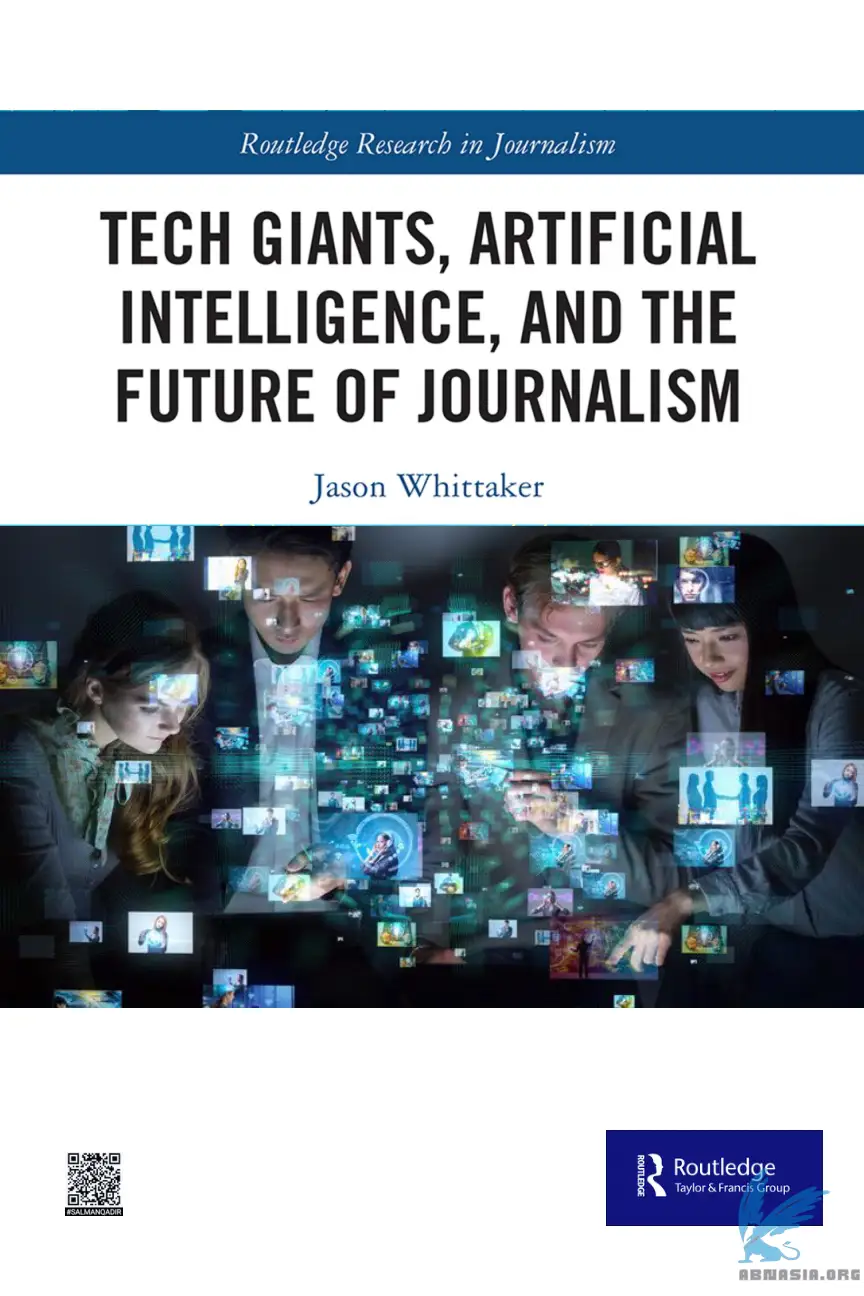 Routledge Research in Journalism
TECH GIANTS, ARTIFICIAL
INTELLIGENCE, AND THE
FUTURE OF JOURNALISM
Jason Whittaker
#SALMANQADIR
ROUTLEDGE
Routledge
Taylor & Francis Group
ABNASIA.ORG